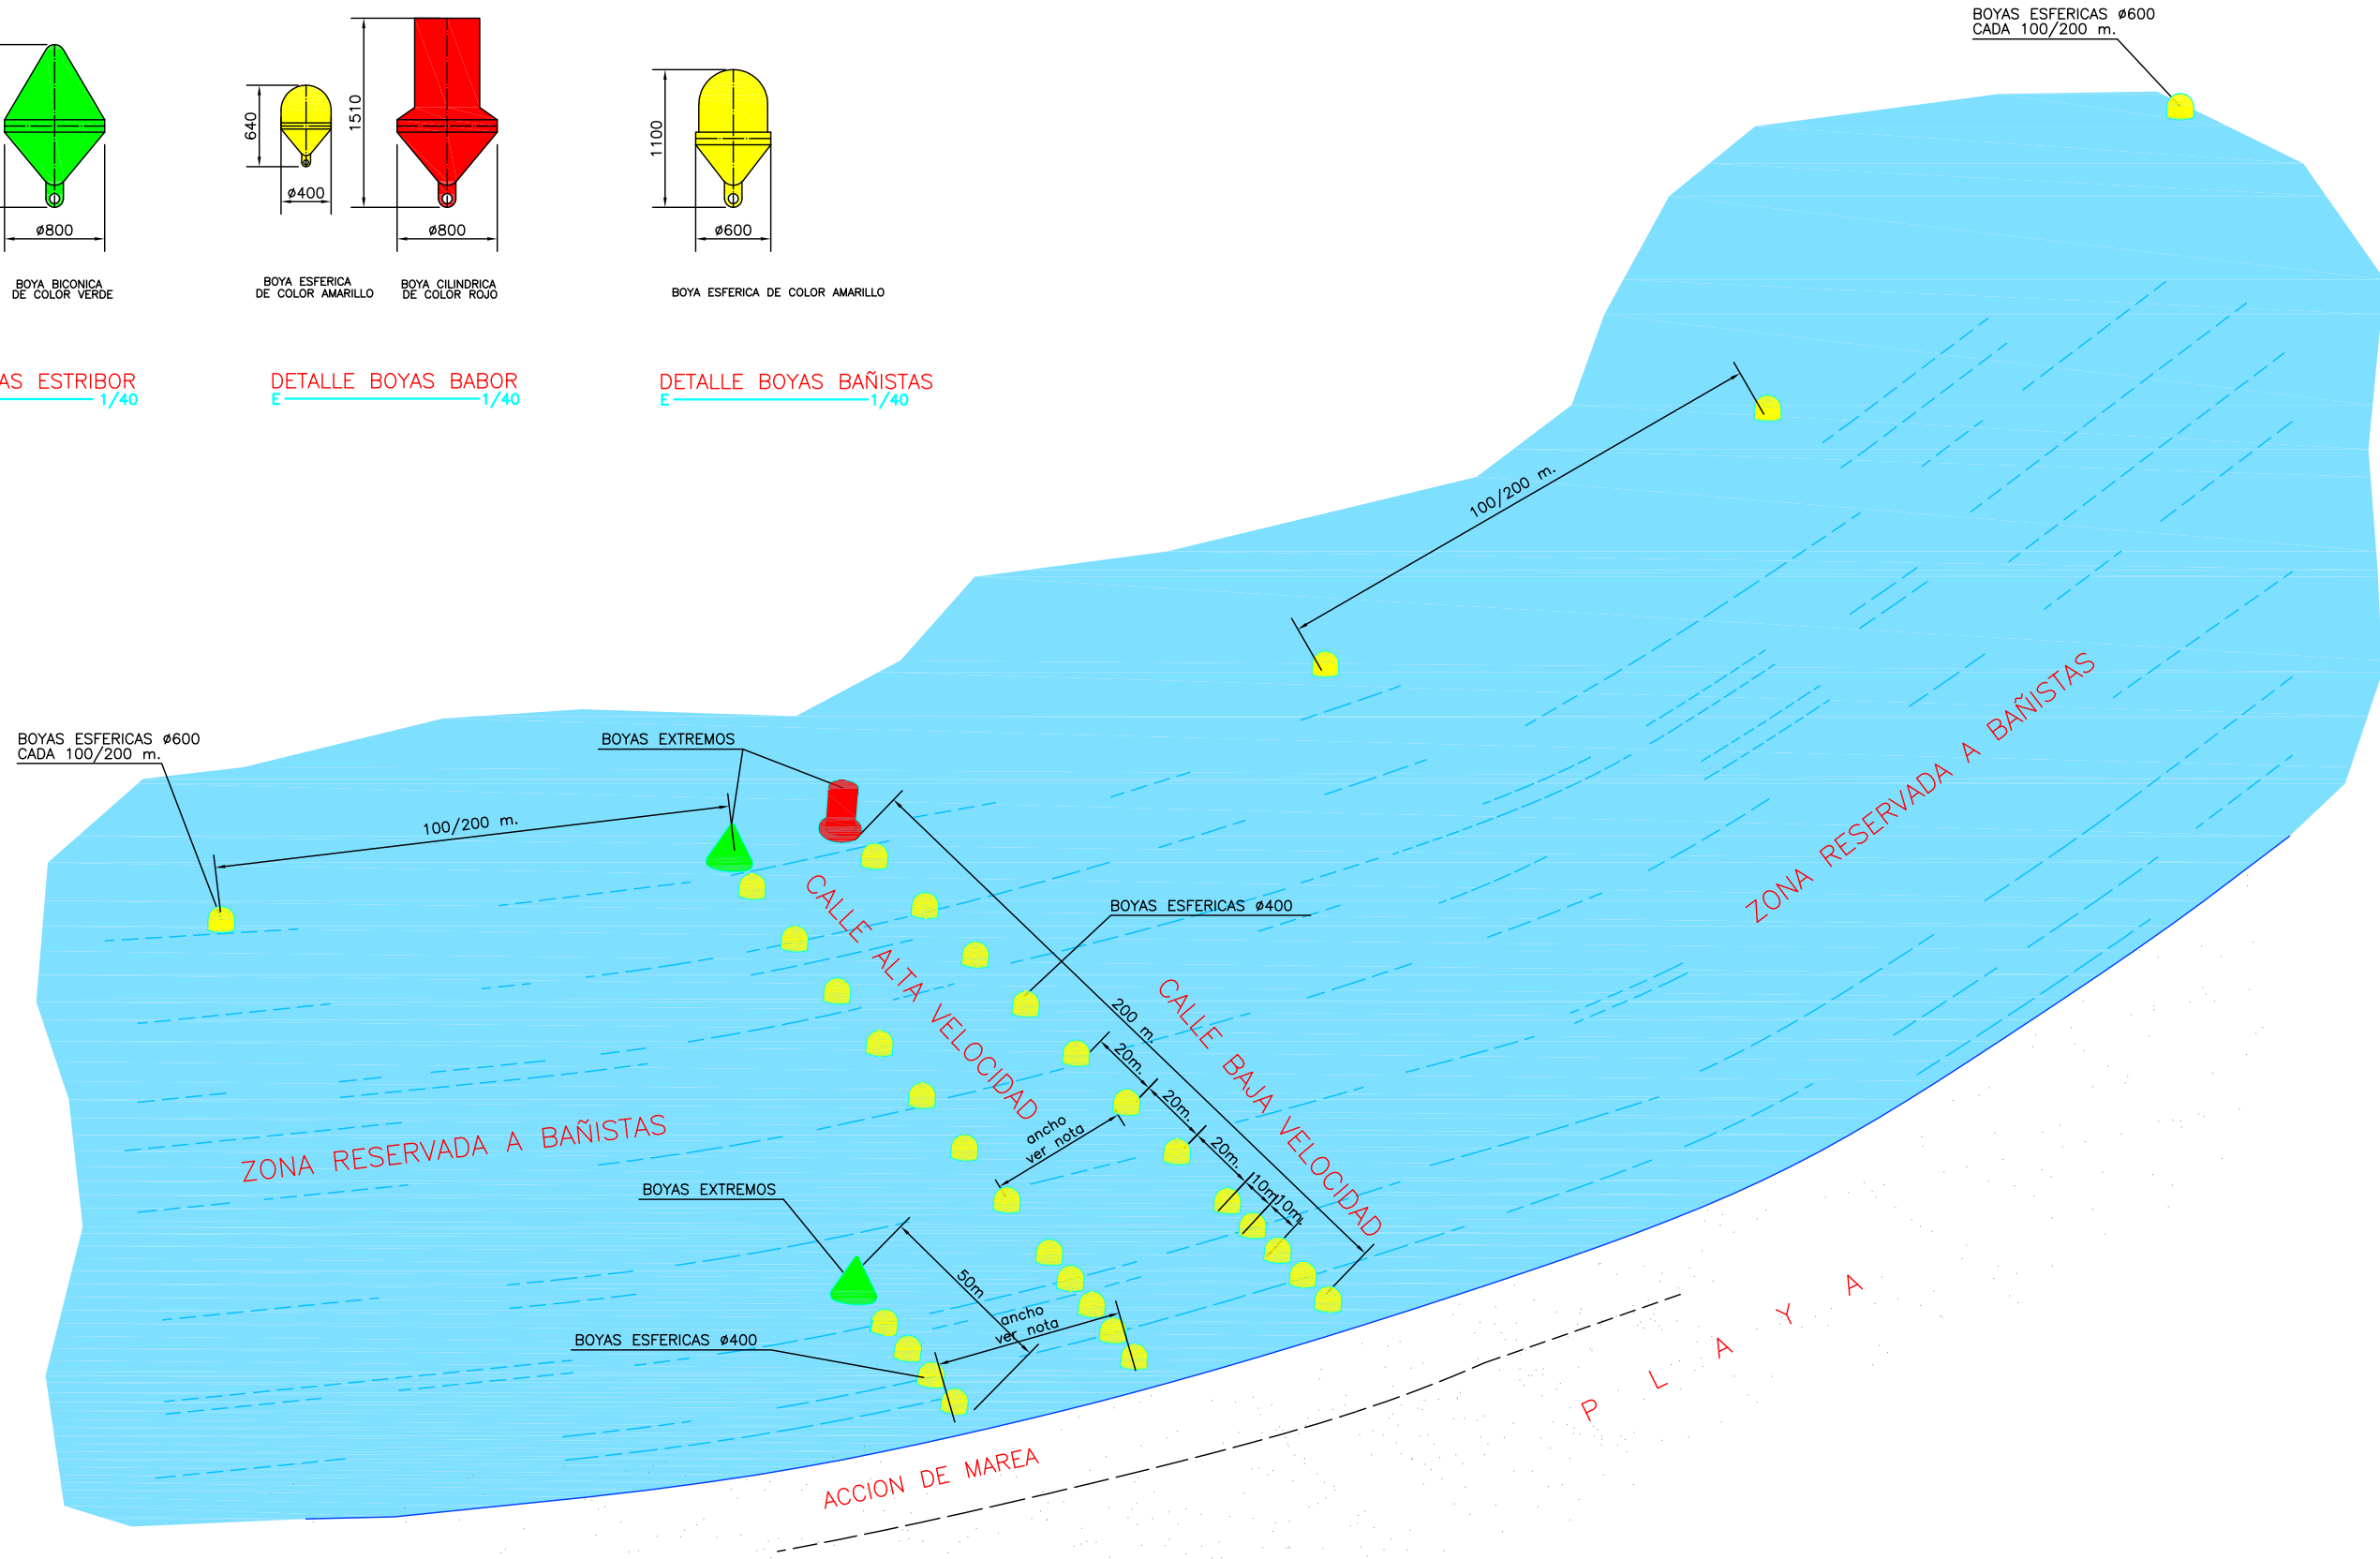 640
ø400
1510
ø800
ø800
1100
ø600
BOYA BICONICA
DE COLOR VERDE
BOYA ESFERICA
DE COLOR AMARILLO
BOYA CILINDRICA
DE COLOR ROJO
BOYA ESFERICA DE COLOR AMARILLO
AS ESTRIBOR
1/40
DETALLE BOYAS BABOR
E 1/40
DETALLE BOYAS BAÑISTAS
E 1/40
BOYAS ESFERICAS ø600
CADA 100/200 m.
100/200 m.
BOYAS ESFERICAS ø600
CADA 100/200 m.
BOYAS EXTREMOS
100/200 m.
ZONA RESERVADA A BAÑISTAS
CALLE ALTA VELOCIDAD
BOYAS ESFERICAS ø400
200 m.
CALLE BAJA VELOCIDAD
20m.
20m.
20m.
10m.
10m.
ancho
ver nota
ZONA RESERVADA A BAÑISTAS
BOYAS EXTREMOS
50m
ancho
ver nota
BOYAS ESFERICAS ø400
PLAYA
ACCION DE MAREA